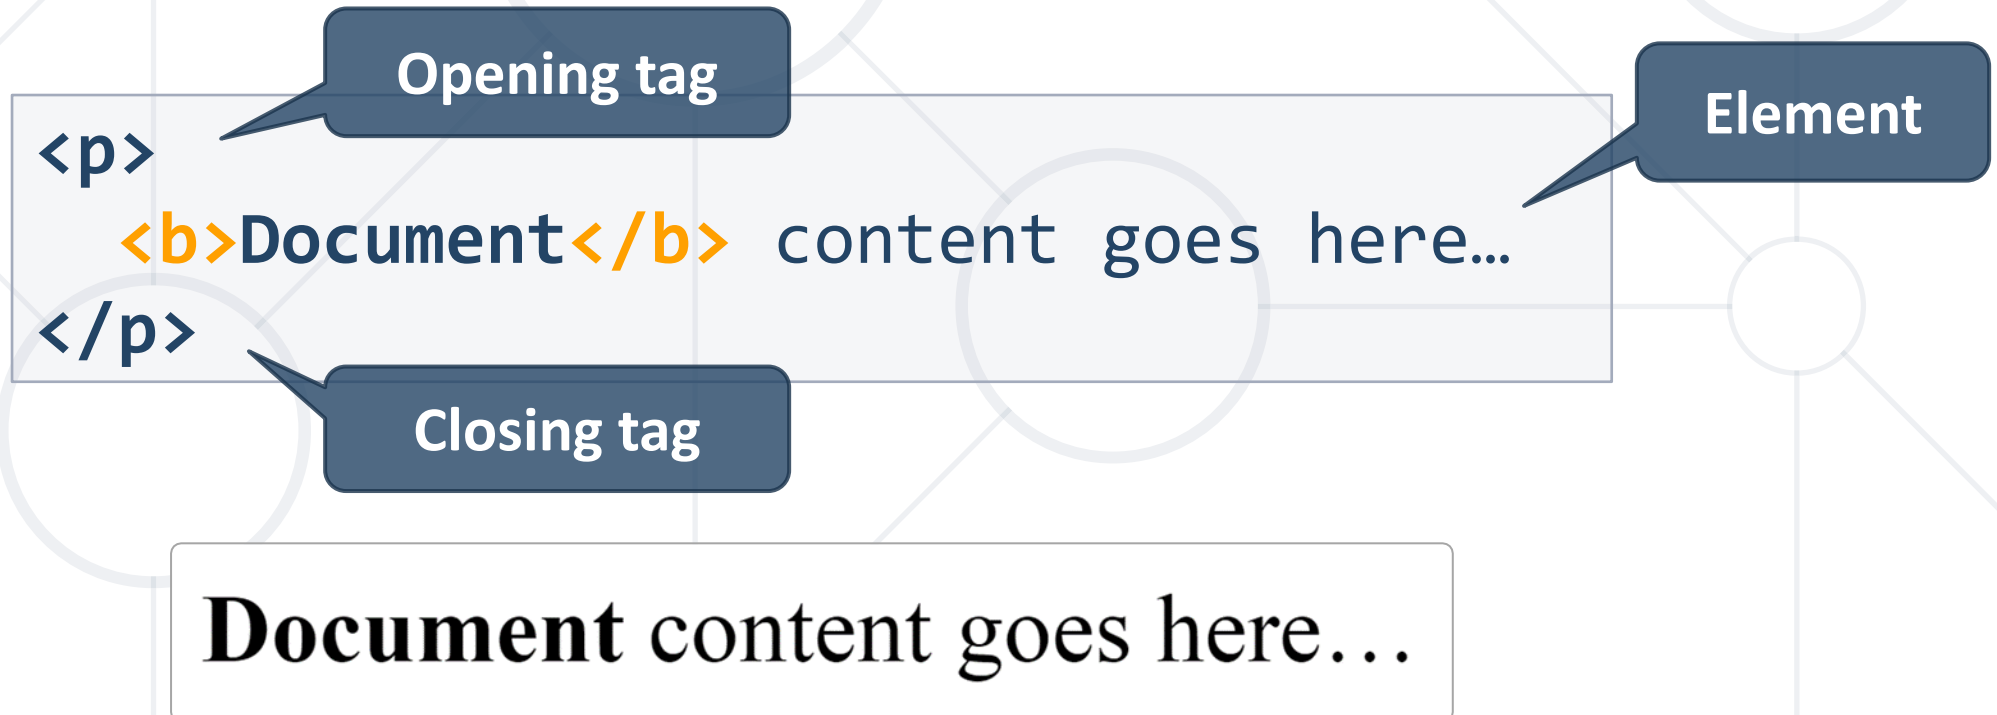 Opening tag
Element
<p>
<b>Document</b> content goes here…
</p>
Closing tag
Document content goes here…